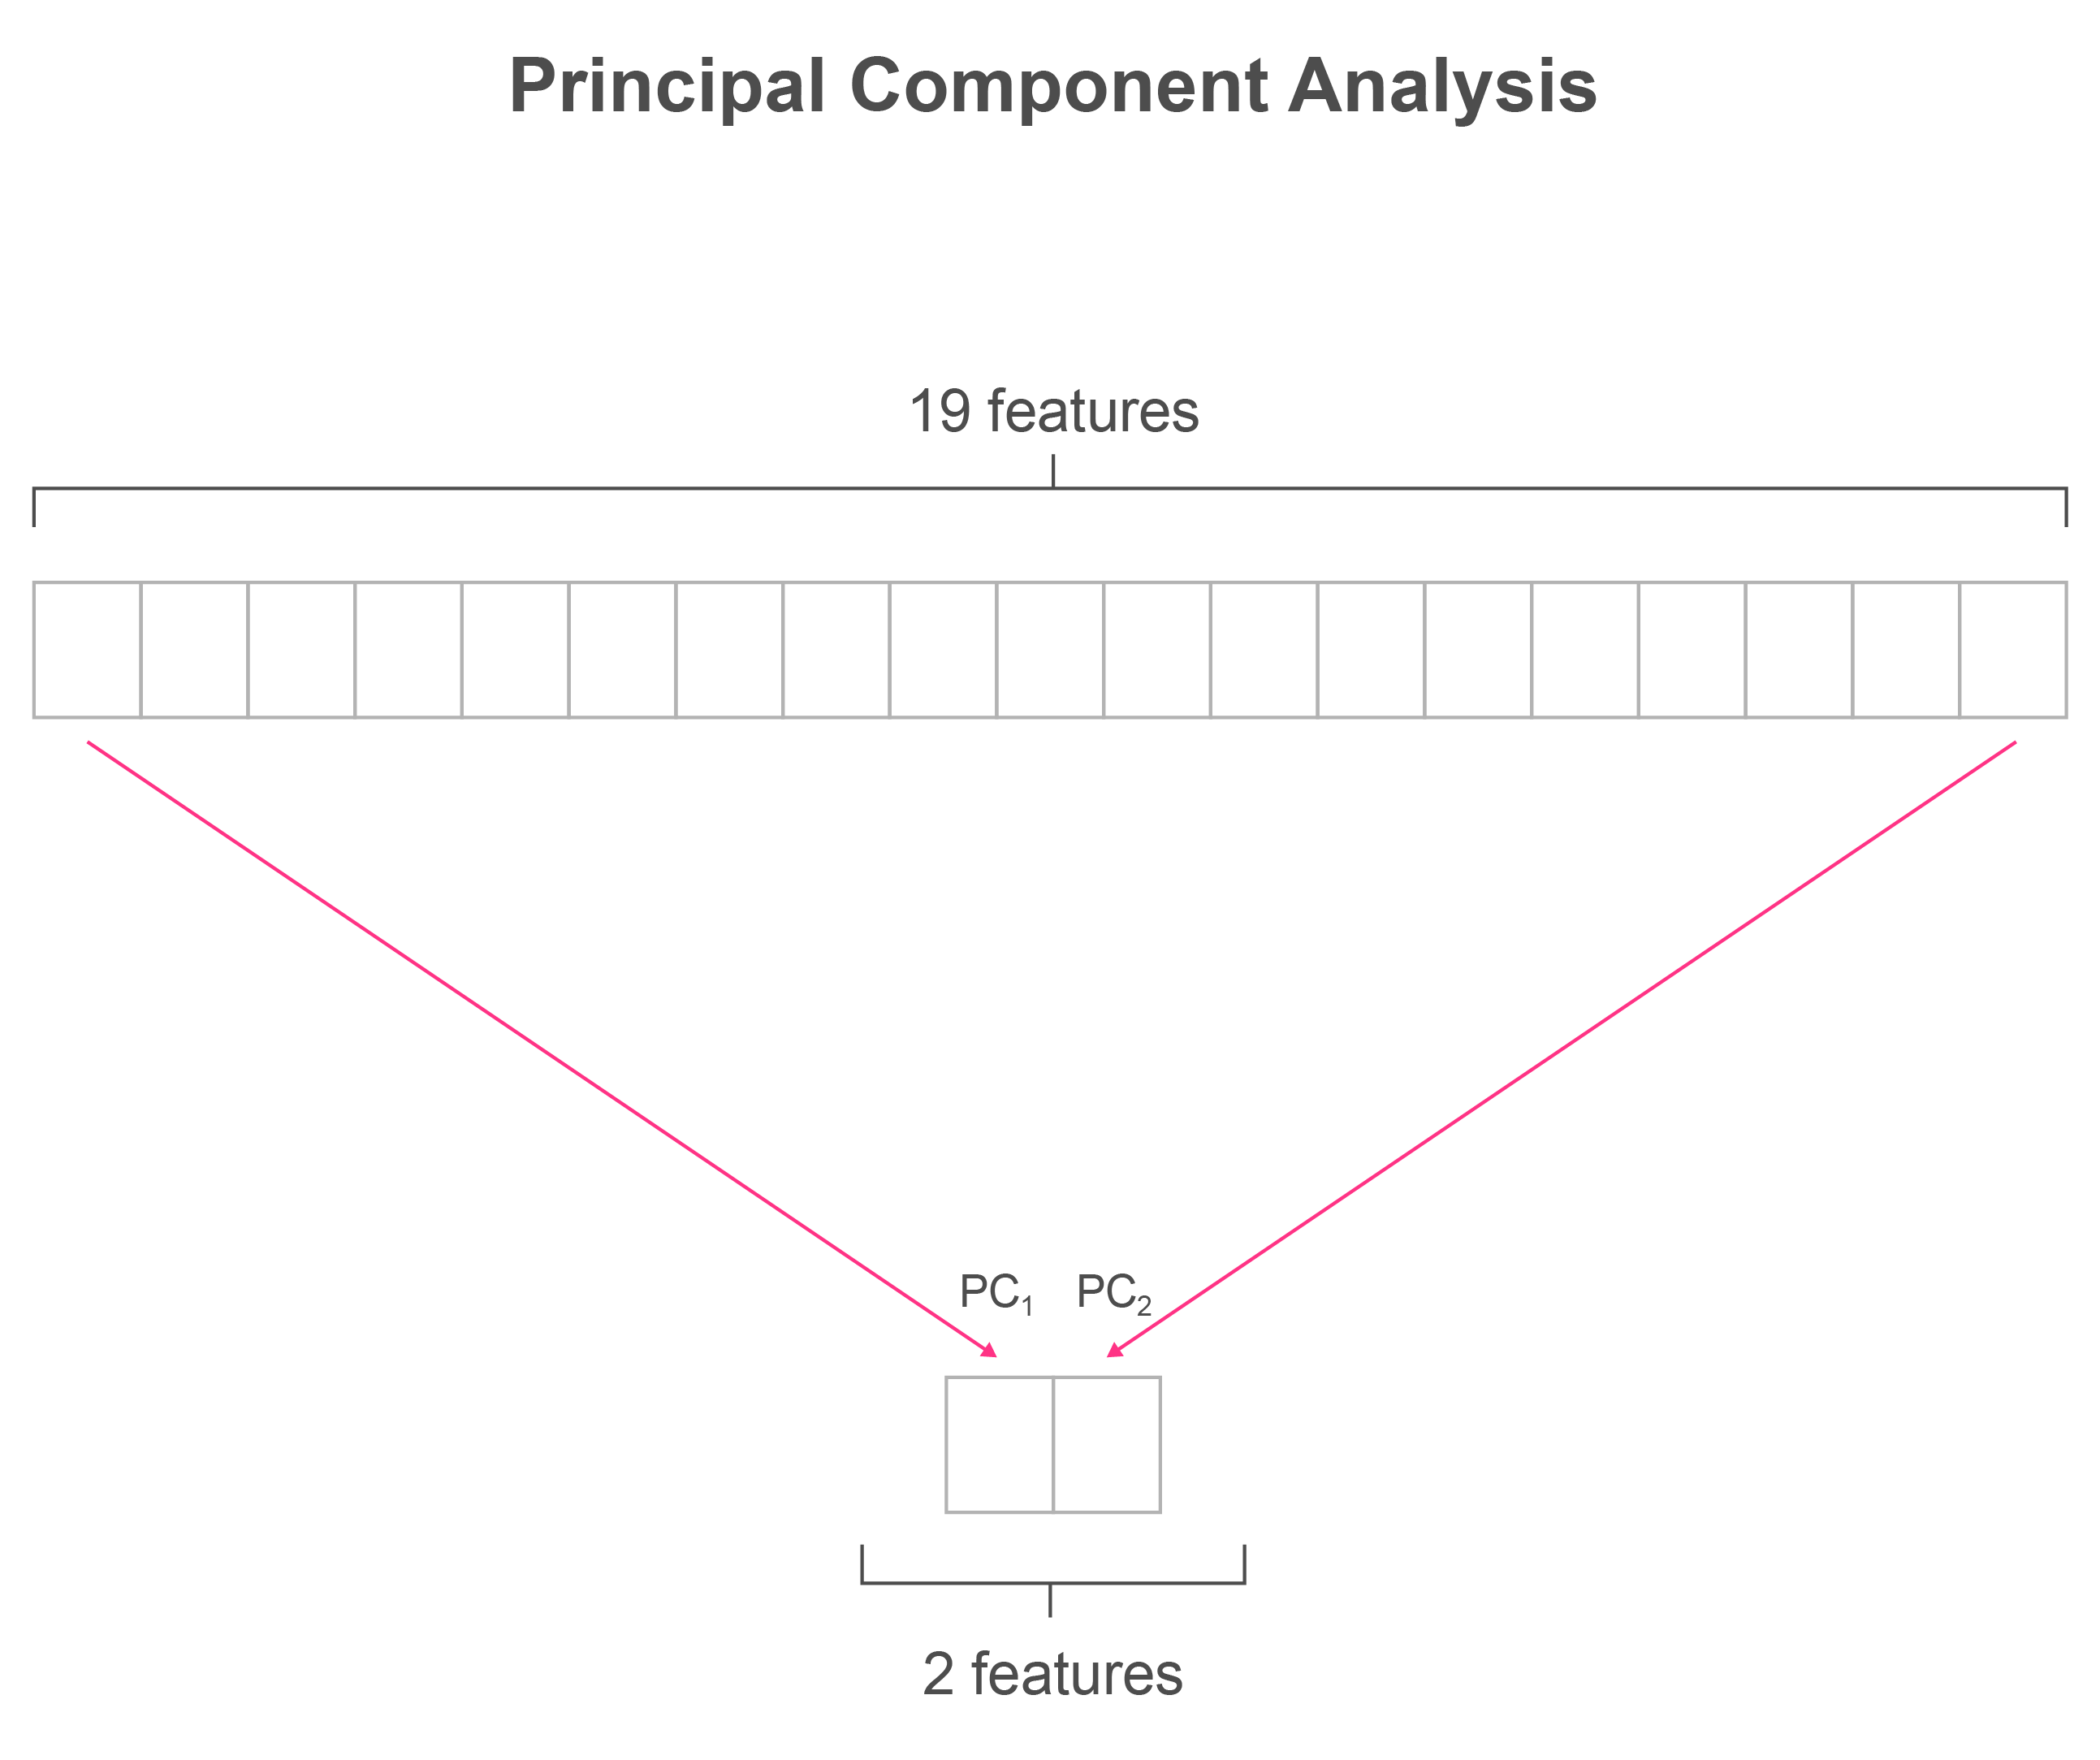 Principal Component Analysis
19 features
PC₁ PC₂
2 features